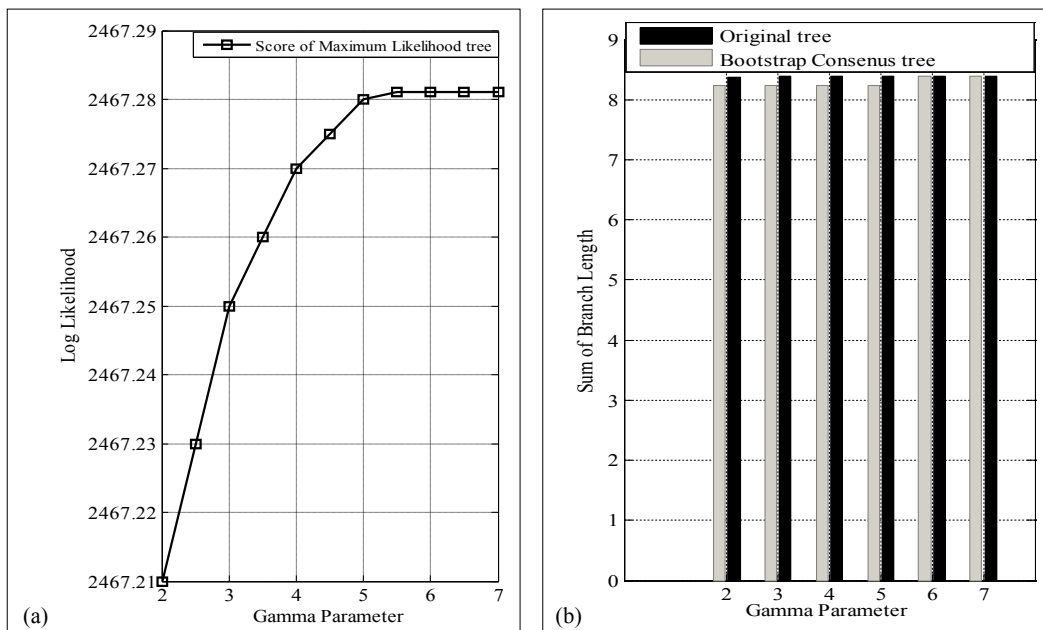 2467.29
2467.28
2467.27
2467.26
2467.25
2467.24
2467.23
2467.22
2467.21
Log Likelihood
Score of Maximum Likelihood tree
2 3 4 5 6 7
Gamma Parameter
(a)
9
8
7
6
5
4
3
2
1
0
Sum of Branch Length
Original tree
Bootstrap Consenus tree
2 3 4 5 6 7
Gamma Parameter
(b)